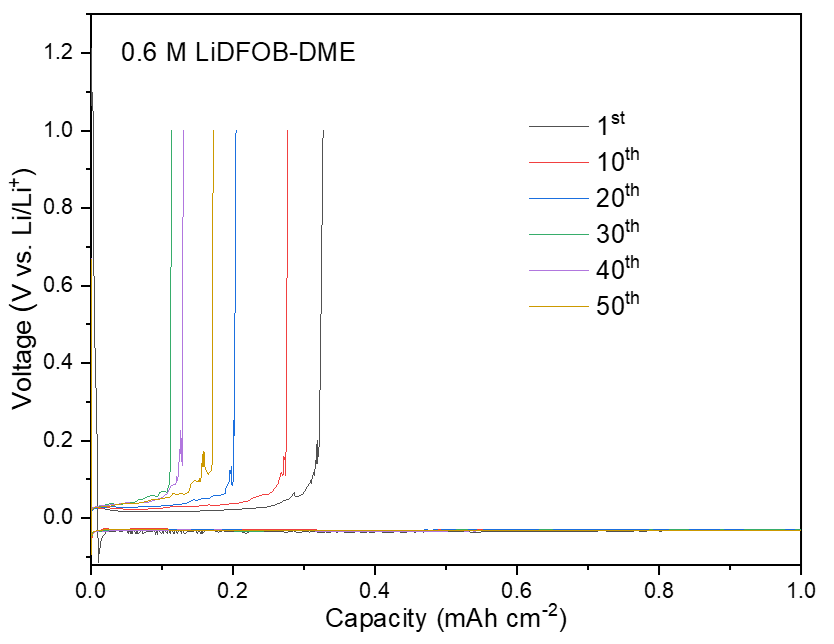 0.6 M LiDFOB-DME
1st
10th
20th
30th
40th
50th
1.2
1.0
0.8
0.6
0.4
0.2
0.0
Voltage (V vs. Li/Li+)
0.0 0.2 0.4 0.6 0.8 1.0
Capacity (mAh cm-2)